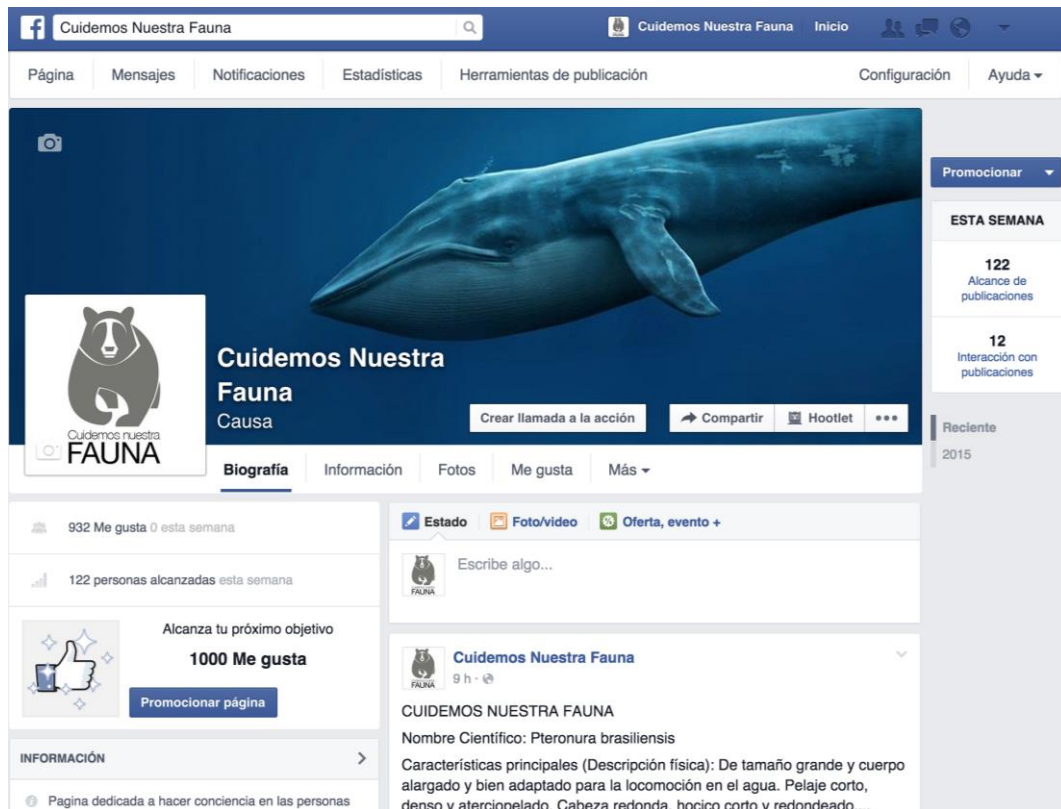 Cuidemos Nuestra Fauna
Cuidemos Nuestra Fauna Inicio
Página Mensajes Notificaciones Estadísticas Herramientas de publicación Configuración Ayuda
Promocionar
ESTA SEMANA
122
Alcance de
publicaciones
12
Interacción con
publicaciones
Reciente
2015
Cuidemos nuestra
FAUNA
Cuidemos Nuestra
Fauna
Causa
Crear llamada a la acción Compartir Hootlet
Biografía Información Fotos Me gusta Más
932 Me gusta 0 esta semana
122 personas alcanzadas esta semana
Alcanza tu próximo objetivo
1000 Me gusta
Promocionar página
INFORMACIÓN
Pagina dedicada a hacer conciencia en las personas
Estado Foto/video Oferta, evento +
FAUNA
Escribe algo...
FAUNA
Cuidemos Nuestra Fauna
9 h ·
CUIDEMOS NUESTRA FAUNA
Nombre Científico: Pteronura brasiliensis
Características principales (Descripción física): De tamaño grande y cuerpo
alargado y bien adaptado para la locomoción en el agua. Pelaje corto,
denso y aterciopelado. Cabeza redonda, hocico corto y redondeado....